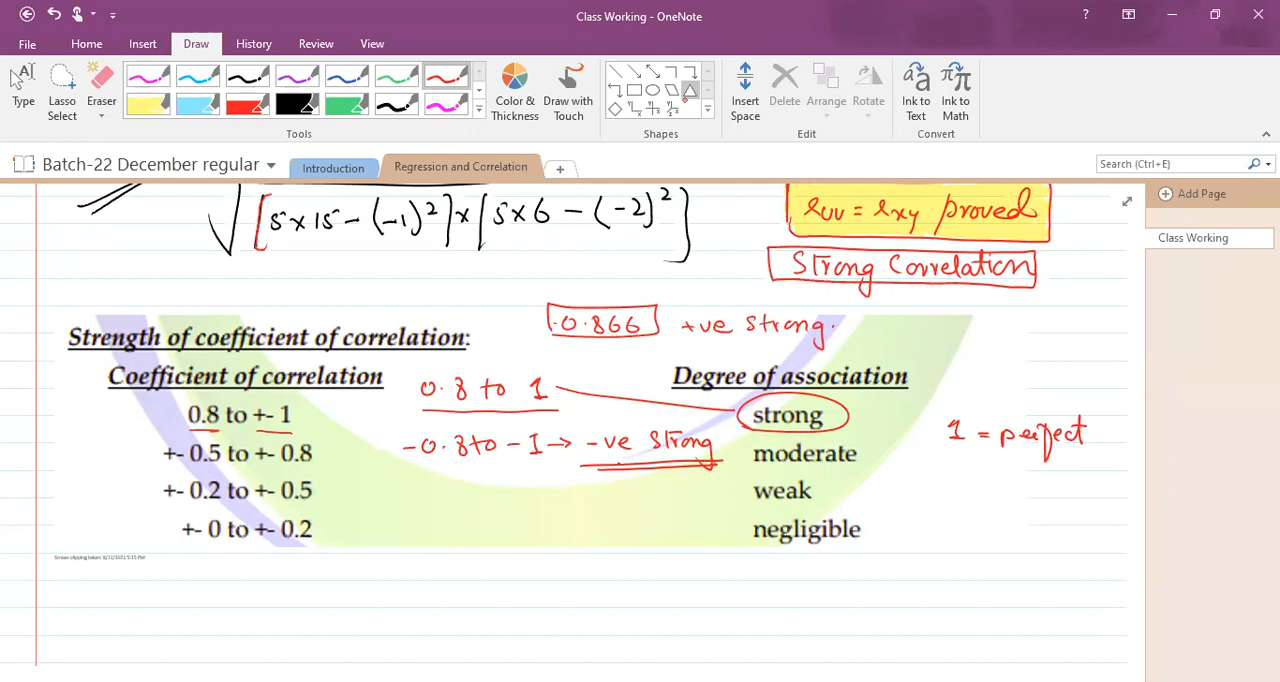 Class Working - OneNote
File Home Insert Draw History Review View
Type
Lasso Select
Eraser
Color & Thickness
Draw with Touch
Insert Space
Delete
Arrange
Rotate
Ink to Text
Ink to Math
Tools
Shapes
Edit
Convert
Batch-22 December regular
Introduction
Regression and Correlation
Search (Ctrl+E)
Add Page
Class Working
√[5×15 - (-1)²]×[5×6 - (-2)²]
ruv = rxy proved
Strong Correlation
0.866 +ve strong.
Strength of coefficient of correlation:
Coefficient of correlation
Degree of association
0.8 to 1
0.8 to +- 1
strong
1 = perfect
-0.8 to -1 → -ve strong
+- 0.5 to +- 0.8
moderate
+- 0.2 to +- 0.5
weak
+- 0 to +- 0.2
negligible